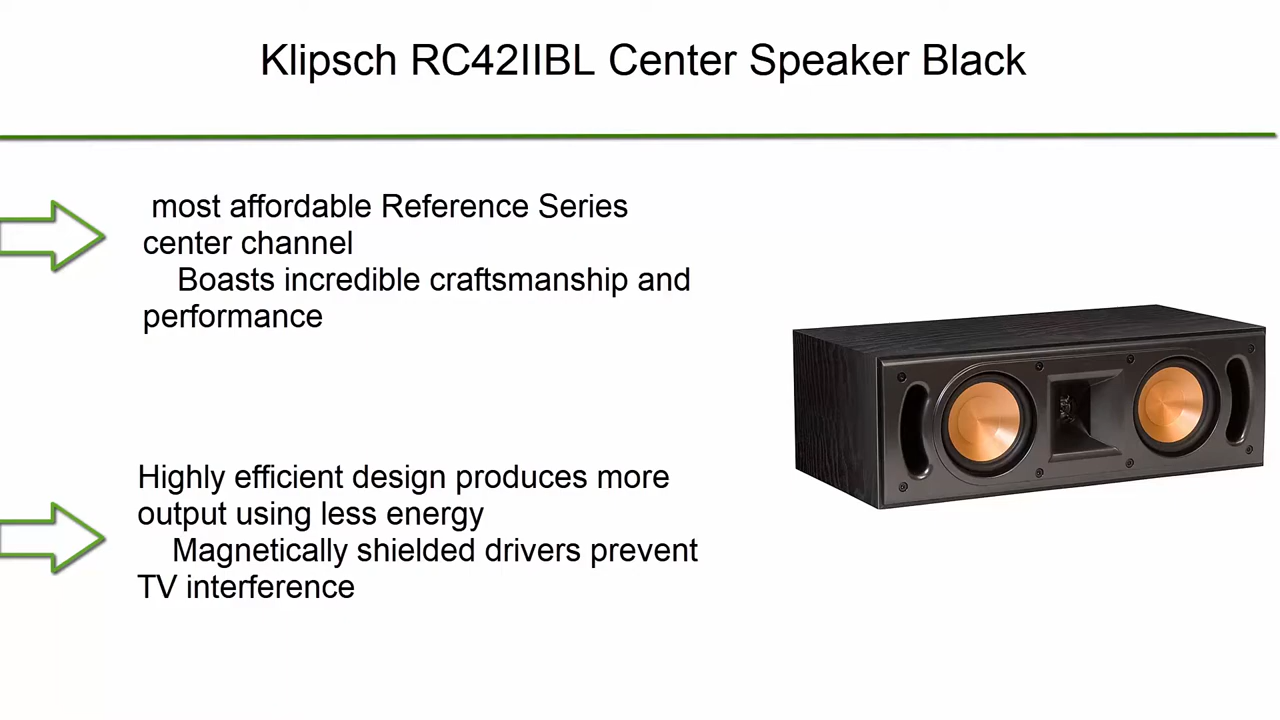 Klipsch RC42IIBL Center Speaker Black
most affordable Reference Series
center channel
Boasts incredible craftsmanship and
performance
Highly efficient design produces more
output using less energy
Magnetically shielded drivers prevent
TV interference